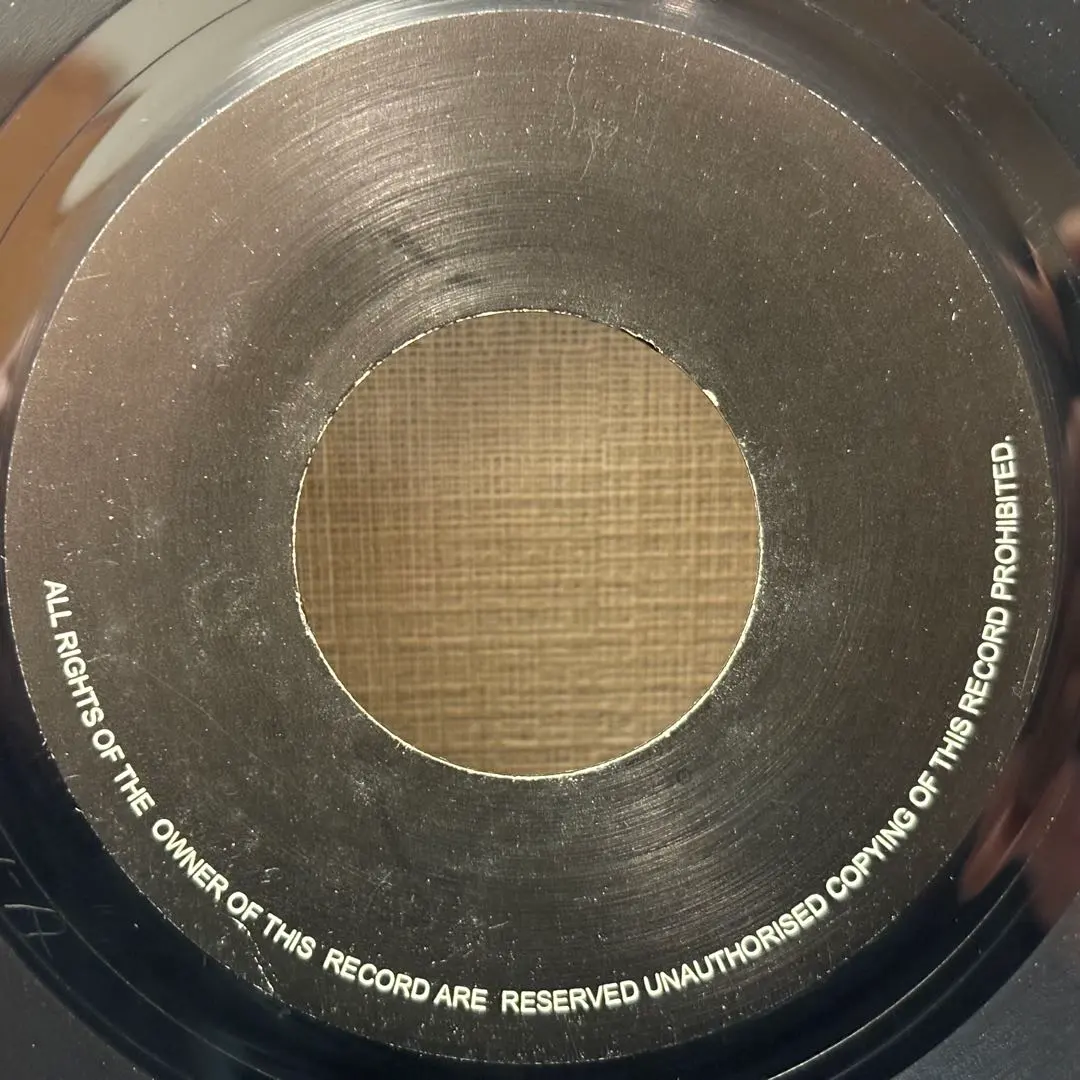 ALL RIGHTS OF THE OWNER OF THIS RECORD ARE RESERVED UNAUTHORISED COPYING OF THIS RECORD PROHIBITED.